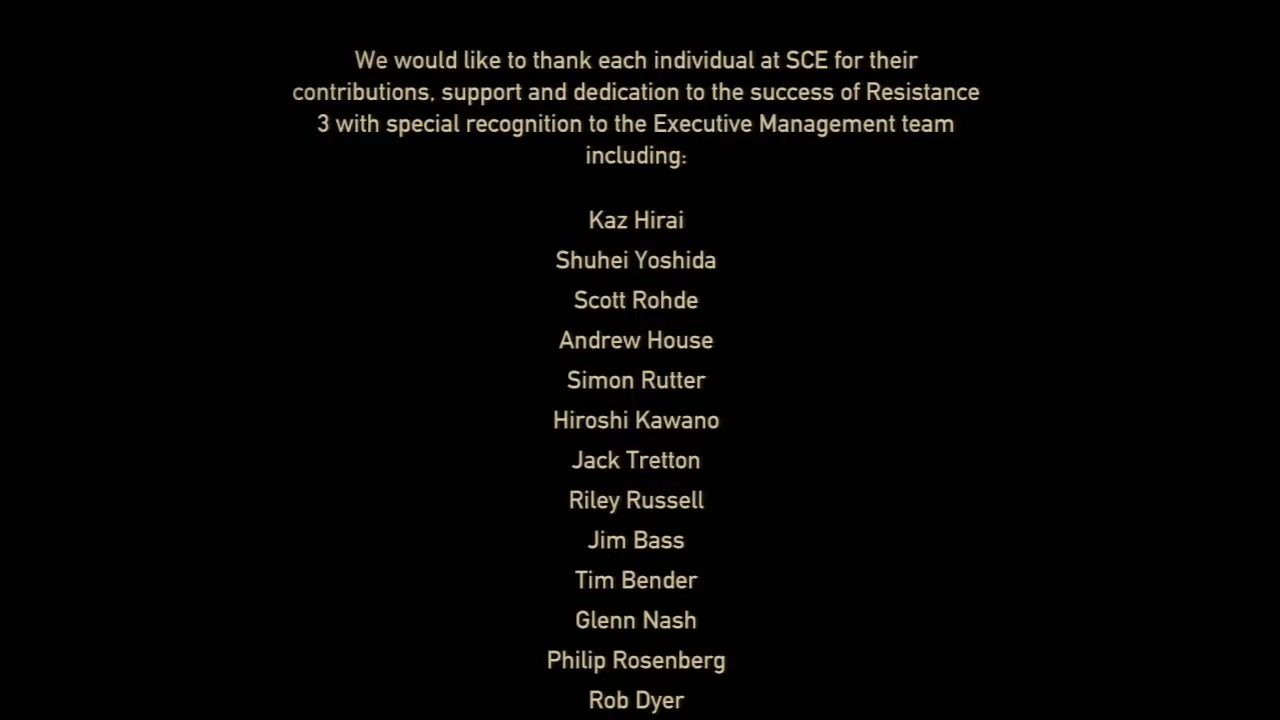 We would like to thank each individual at SCE for their
contributions, support and dedication to the success of Resistance
3 with special recognition to the Executive Management team
including:
Kaz Hirai
Shuhei Yoshida
Scott Rohde
Andrew House
Simon Rutter
Hiroshi Kawano
Jack Tretton
Riley Russell
Jim Bass
Tim Bender
Glenn Nash
Philip Rosenberg
Rob Dyer